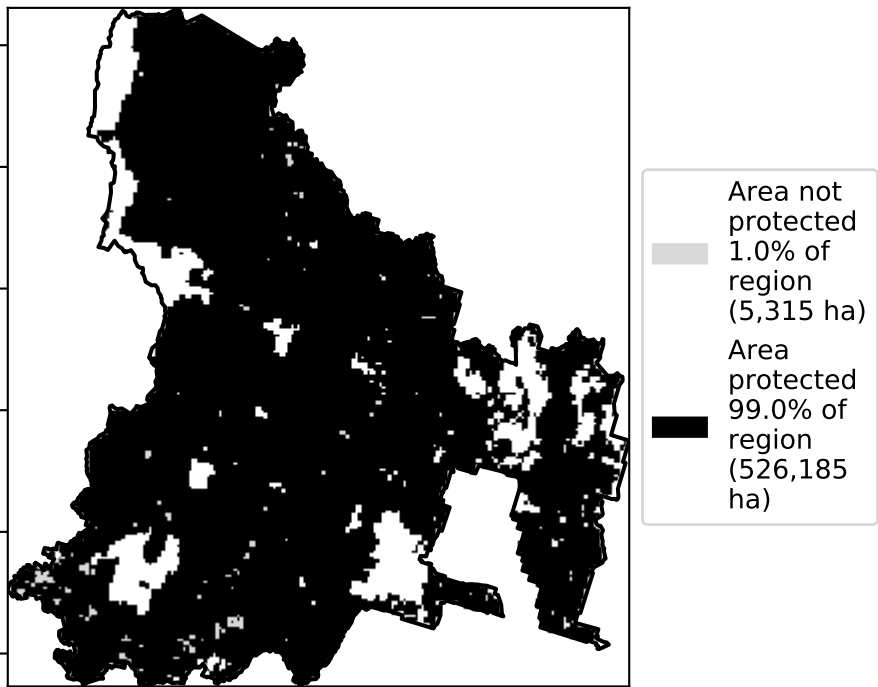 Area not
protected
1.0% of
region
(5,315 ha)
Area
protected
99.0% of
region
(526,185
ha)